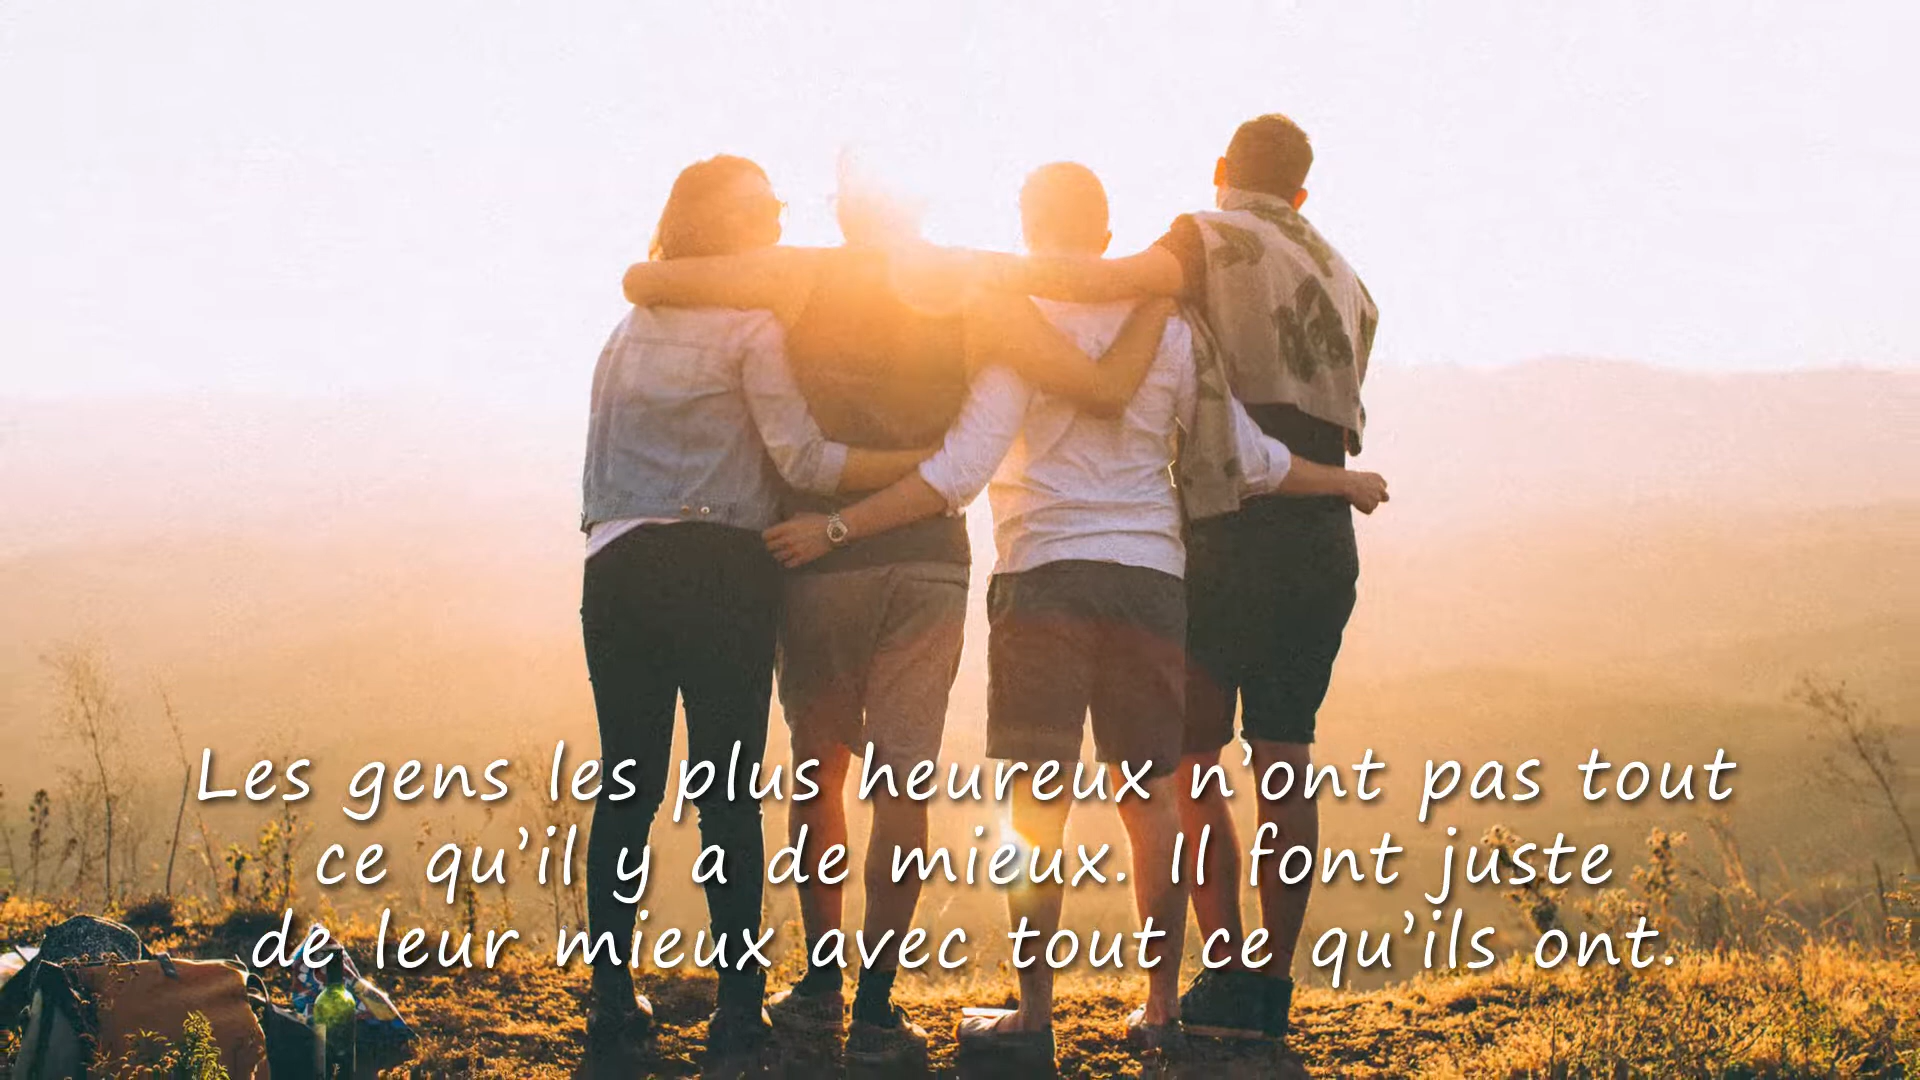 Les gens les plus heureux n’ont pas tout
ce qu’il y a de mieux. Il font juste
de leur mieux avec tout ce qu’ils ont.